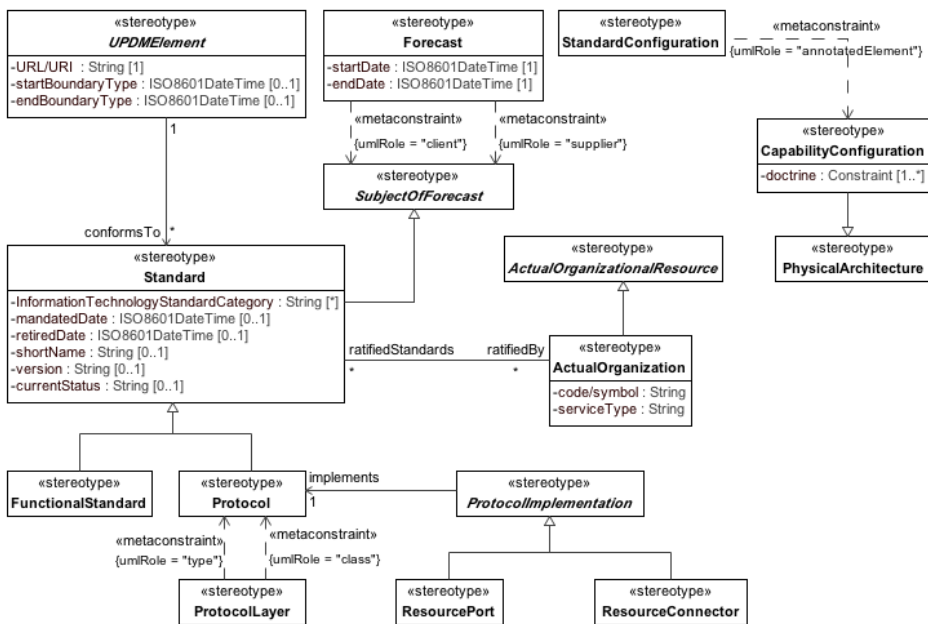 «stereotype»
UPDMElement
-URL/URI : String [1]
-startBoundaryType : ISO8601DateTime [0..1]
-endBoundaryType : ISO8601DateTime [0..1]
«stereotype»
Forecast
-startDate : ISO8601DateTime [1]
-endDate : ISO8601DateTime [1]
«stereotype»
StandardConfiguration
«metaconstraint»
{umlRole = "annotatedElement"}
1
«metaconstraint»
{umlRole = "client"}
«metaconstraint»
{umlRole = "supplier"}
«stereotype»
CapabilityConfiguration
-doctrine : Constraint [1..*]
«stereotype»
SubjectOfForecast
conformsTo
*
«stereotype»
Standard
-InformationTechnologyStandardCategory : String [*]
-mandatedDate : ISO8601DateTime [0..1]
-retiredDate : ISO8601DateTime [0..1]
-shortName : String [0..1]
-version : String [0..1]
-currentStatus : String [0..1]
«stereotype»
ActualOrganizationalResource
«stereotype»
PhysicalArchitecture
ratifiedStandards
*
ratifiedBy
*
«stereotype»
ActualOrganization
-code/symbol : String
-serviceType : String
«stereotype»
FunctionalStandard
«stereotype»
Protocol
implements
1
«stereotype»
ProtocolImplementation
«metaconstraint»
{umlRole = "type"}
«metaconstraint»
{umlRole = "class"}
«stereotype»
ProtocolLayer
«stereotype»
ResourcePort
«stereotype»
ResourceConnector